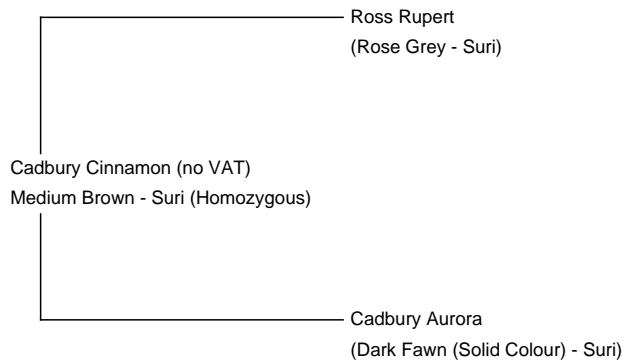 Ross Rupert
(Rose Grey - Suri)
Cadbury Cinnamon (no VAT)
Medium Brown - Suri (Homozygous)
Cadbury Aurora
(Dark Fawn (Solid Colour) - Suri)